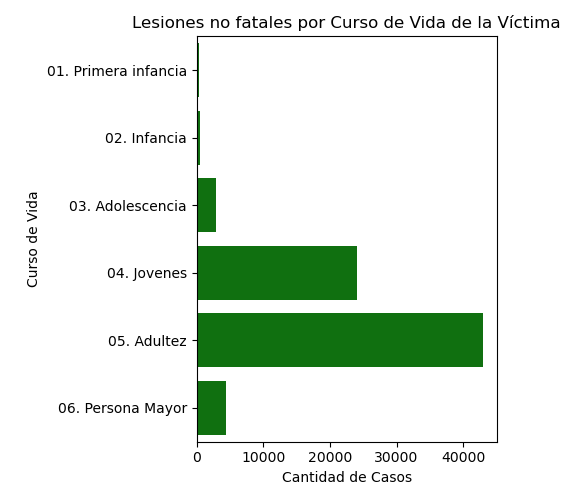 Lesiones no fatales por Curso de Vida de la Víctima
01. Primera infancia
02. Infancia
03. Adolescencia
04. Jovenes
05. Adultez
06. Persona Mayor
Curso de Vida
0 10000 20000 30000 40000
Cantidad de Casos